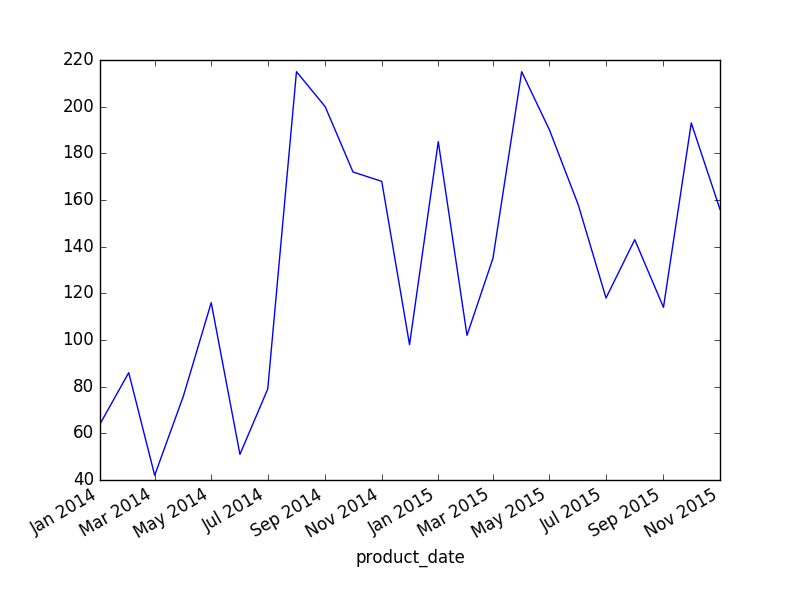 220
200
180
160
140
120
100
80
60
40
Jan 2014
Mar 2014
May 2014
Jul 2014
Sep 2014
Nov 2014
Jan 2015
Mar 2015
May 2015
Jul 2015
Sep 2015
Nov 2015
product_date